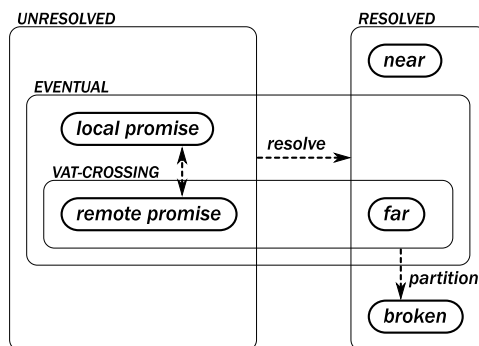 UNRESOLVED
RESOLVED
near
EVENTUAL
local promise
resolve
VAT-CROSSING
remote promise
far
partition
broken